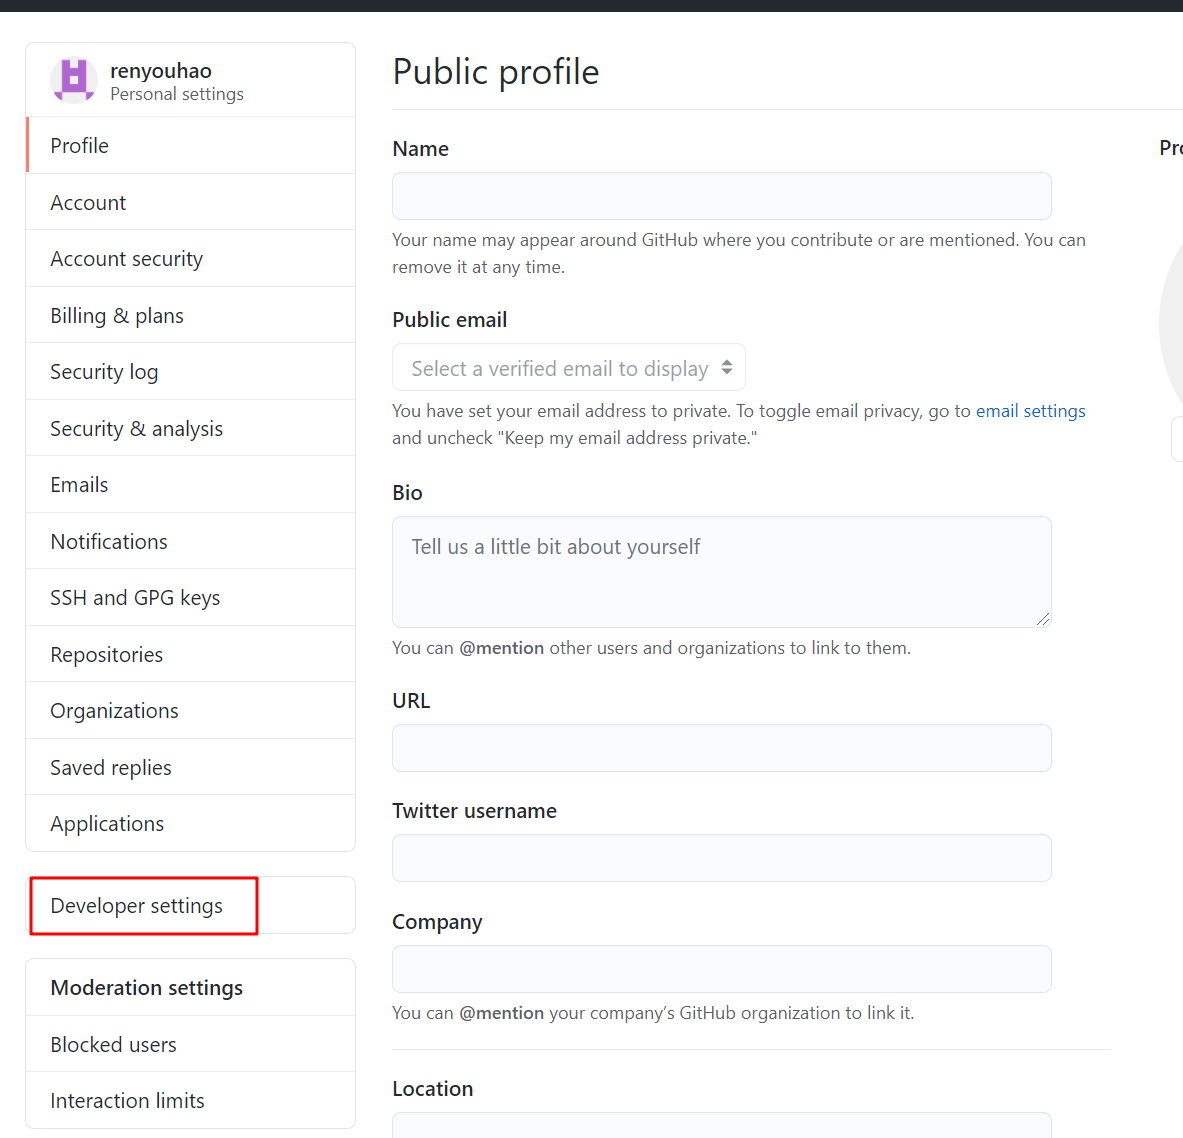 renyouhao
Personal settings
Profile
Account
Account security
Billing & plans
Security log
Security & analysis
Emails
Notifications
SSH and GPG keys
Repositories
Organizations
Saved replies
Applications
Developer settings
Moderation settings
Blocked users
Interaction limits
Public profile
Name
Your name may appear around GitHub where you contribute or are mentioned. You can
remove it at any time.
Public email
Select a verified email to display
You have set your email address to private. To toggle email privacy, go to email settings
and uncheck "Keep my email address private."
Bio
Tell us a little bit about yourself
You can @mention other users and organizations to link to them.
URL
Twitter username
Company
You can @mention your company's GitHub organization to link it.
Location